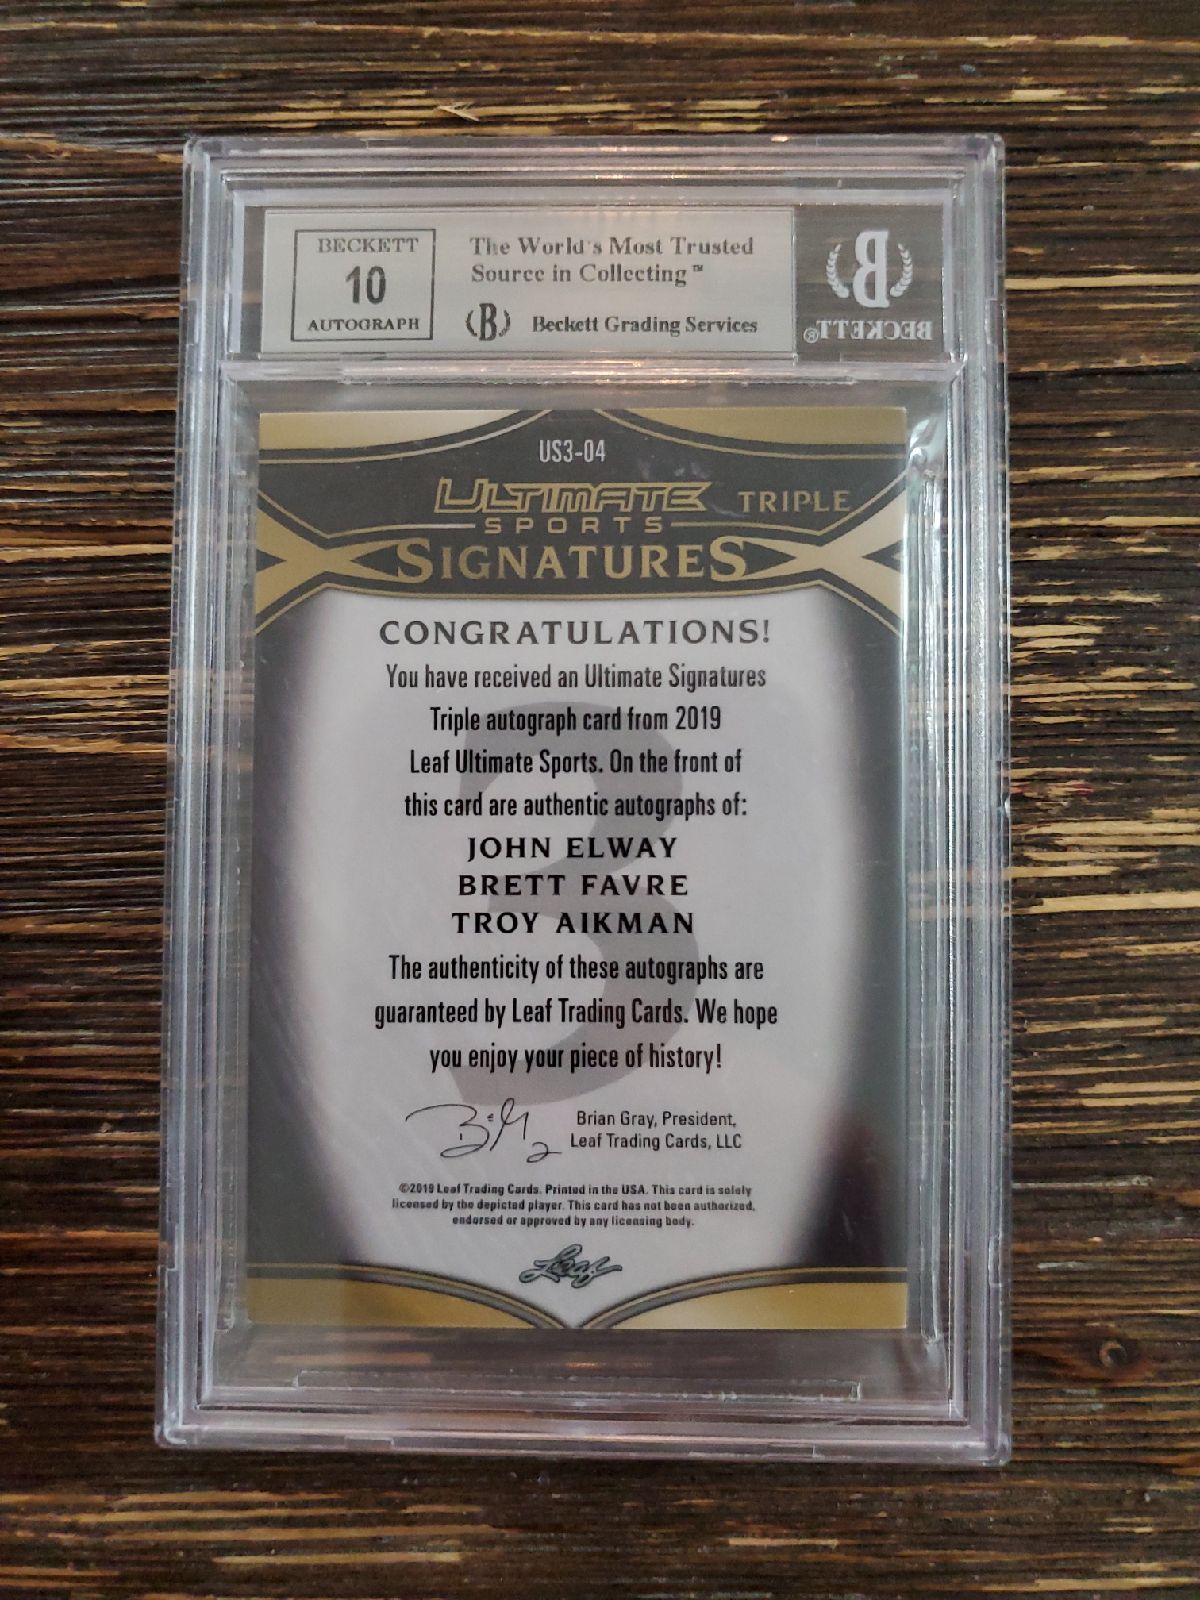 BECKETT
10
AUTOGRAPH
The World's Most Trusted
Source in Collecting™
B Beckett Grading Services
B
BECKETT®
US3-04
ULTIMATE TRIPLE
SPORTS
SIGNATURES
CONGRATULATIONS!
You have received an Ultimate Signatures
Triple autograph card from 2019
Leaf Ultimate Sports. On the front of
this card are authentic autographs of:
JOHN ELWAY
BRETT FAVRE
TROY AIKMAN
The authenticity of these autographs are
guaranteed by Leaf Trading Cards. We hope
you enjoy your piece of history!
Brian Gray, President,
Leaf Trading Cards, LLC
©2019 Leaf Trading Cards. Printed in the USA. This card is solely
licensed by the depicted player. This card has not been authorized,
endorsed or approved by any licensing body.
Leaf
3